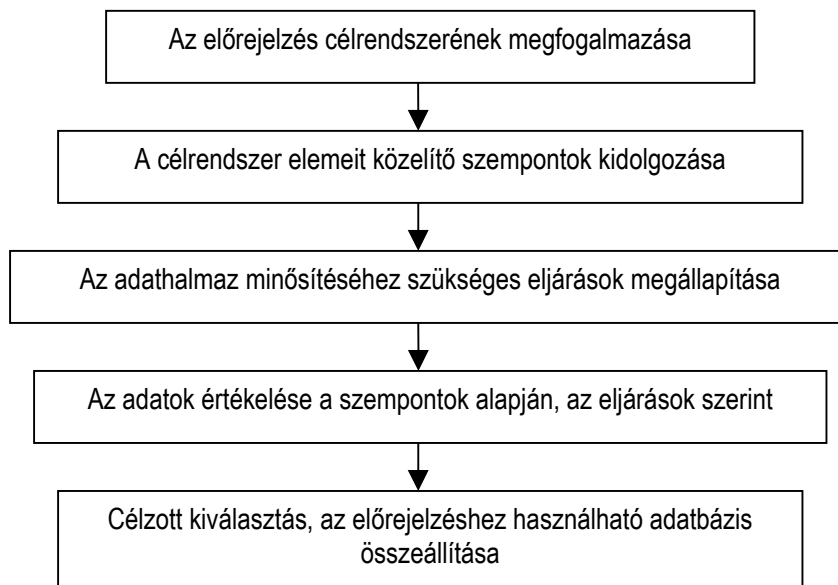 Az előrejelzés célrendszerének megfogalmazása
A célrendszer elemeit közelítő szempontok kidolgozása
Az adathalmaz minősítéséhez szükséges eljárások megállapítása
Az adatok értékelése a szempontok alapján, az eljárások szerint
Célzott kiválasztás, az előrejelzéshez használható adatbázis
összeállítása